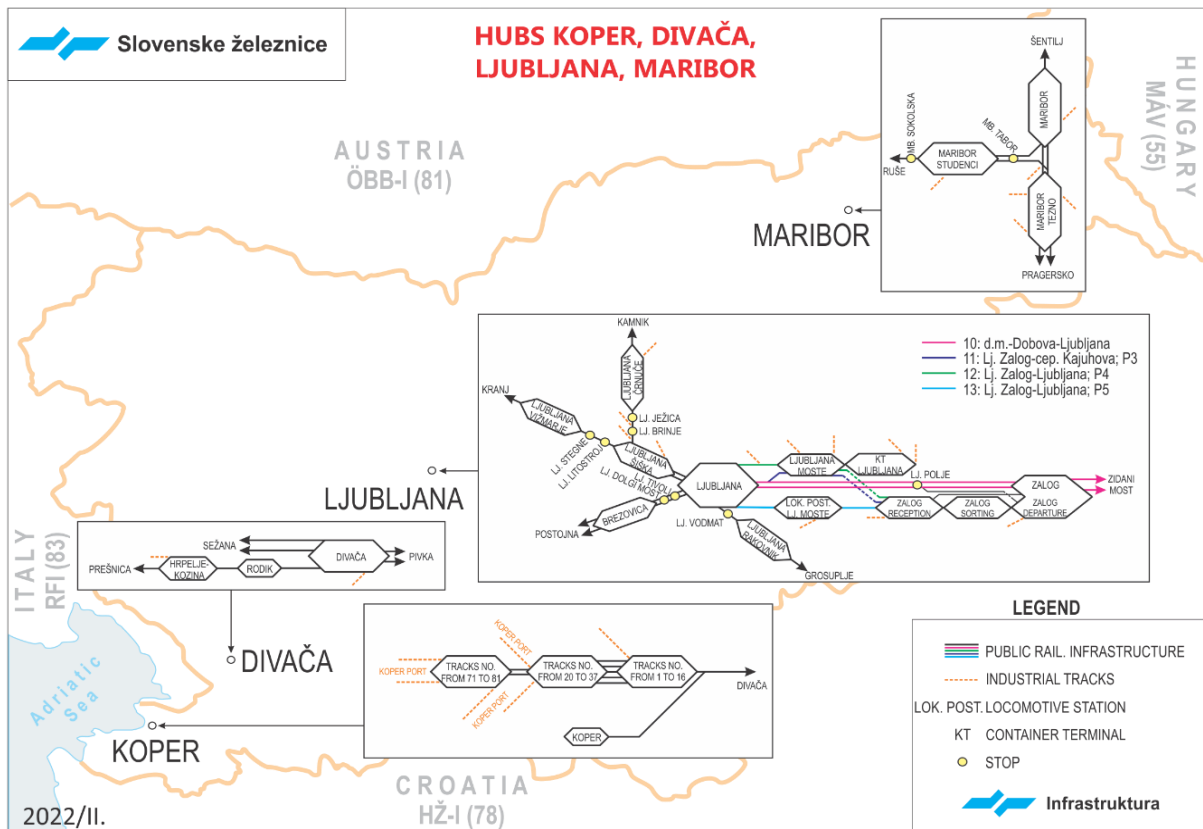 Slovenske železnice
HUBS KOPER, DIVAČA,
LJUBLJANA, MARIBOR
AUSTRIA
ÖBB-I (81)
HUNGARY
MÁV (55)
ŠENTILJ
MARIBOR
MB. SOKOLSKA
MB. TABOR
MARIBOR
STUDENCI
RUŠE
MARIBOR
TEZNO
PRAGERSKO
MARIBOR
KAMNIK
10: d.m.-Dobova-Ljubljana
11: Lj. Zalog-cep. Kajuhova; P3
12: Lj. Zalog-Ljubljana; P4
13: Lj. Zalog-Ljubljana; P5
LJUBLJANA
ČRNUČE
KRANJ
LJUBLJANA
VIŽMARJE
LJ. JEŽICA
LJ. BRINJE
LJ. STEGNE
LJ. LITOSTROJ
LJUBLJANA
ŠIŠKA
LJ. TIVOLI
LJ. DOLGI MOST
LJUBLJANA
LJUBLJANA
MOSTE
KT
LJUBLJANA
LJ. POLJE
ZALOG
ZIDANI
MOST
LOK. POST.
LJ. MOSTE
ZALOG
RECEPTION
ZALOG
SORTING
ZALOG
DEPARTURE
BREZOVICA
POSTOJNA
LJ. VODMAT
LJUBLJANA
RAKOVNIK
GROSUPLJE
LJUBLJANA
ITALY
RFI (83)
SEŽANA
DIVAČA
PIVKA
PREŠNICA
HRPELJE-
KOZINA
RODIK
DIVAČA
Adriatic
Sea
KOPER
KOPER PORT
KOPER PORT
KOPER PORT
TRACKS NO.
FROM 71 TO 81
TRACKS NO.
FROM 20 TO 37
TRACKS NO.
FROM 1 TO 16
DIVAČA
KOPER
CROATIA
HŽ-I (78)
LEGEND
PUBLIC RAIL. INFRASTRUCTURE
INDUSTRIAL TRACKS
LOK. POST. LOCOMOTIVE STATION
KT CONTAINER TERMINAL
STOP
Infrastruktura
2022/II.